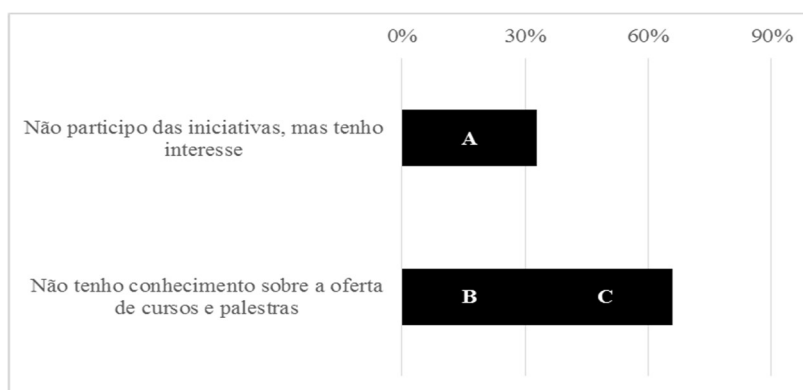 0% 30% 60% 90%
Não participo das iniciativas, mas tenho
interesse
A
Não tenho conhecimento sobre a oferta
de cursos e palestras
B C